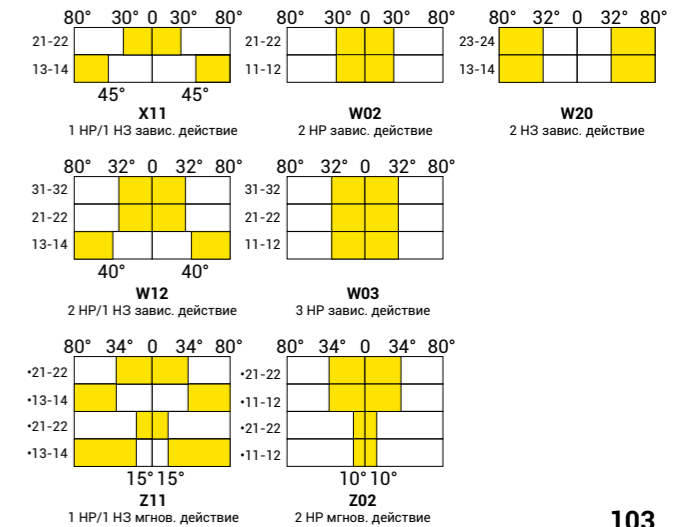 80° 30° 0 30° 80°
21-22
13-14
45° 45°
X11
1 НР/1 НЗ завис. действие
80° 30° 0 30° 80°
21-22
11-12
W02
2 НР завис. действие
80° 32° 0 32° 80°
23-24
13-14
W20
2 НЗ завис. действие
80° 32° 0 32° 80°
31-32
21-22
13-14
40° 40°
W12
2 НР/1 НЗ завис. действие
80° 32° 0 32° 80°
31-32
21-22
11-12
W03
3 НР завис. действие
80° 34° 0 34° 80°
•21-22
•13-14
•21-22
•13-14
15° 15°
Z11
1 НР/1 НЗ мгнов. действие
80° 34° 0 34° 80°
•21-22
•11-12
•21-22
•11-12
10° 10°
Z02
2 НР мгнов. действие
103